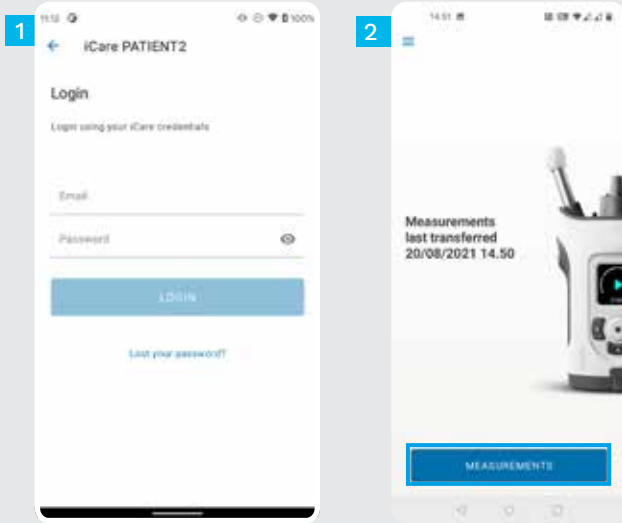 1
11:12
100%
iCare PATIENT2
Login
Login using your iCare credentials
Email
Password
LOGIN
Lost your password?
2
14.51
Measurements
last transferred
20/08/2021 14.50
MEASUREMENTS